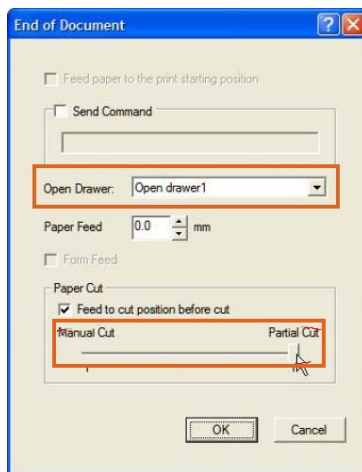 End of Document
Feed paper to the print starting position
Send Command
Open Drawer: Open drawer1
Paper Feed 0.0 mm
Form Feed
Paper Cut
Feed to cut position before cut
Manual Cut Partial Cut
OK Cancel